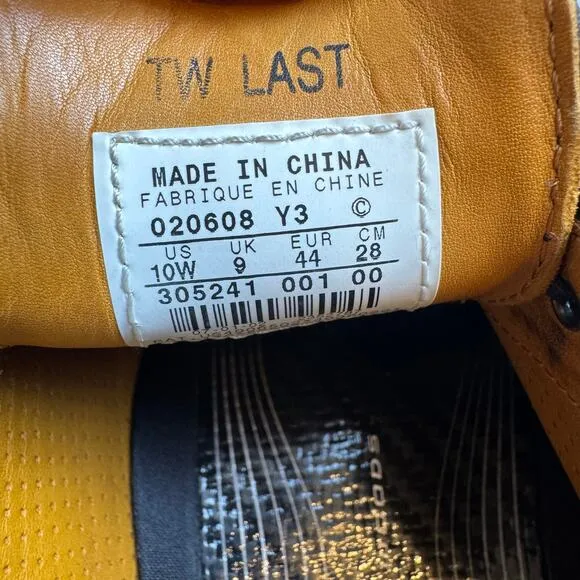 TW LAST
MADE IN CHINA
FABRIQUE EN CHINE
020608 Y3 ©
US UK EUR CM
10W 9 44 28
305241 001 00